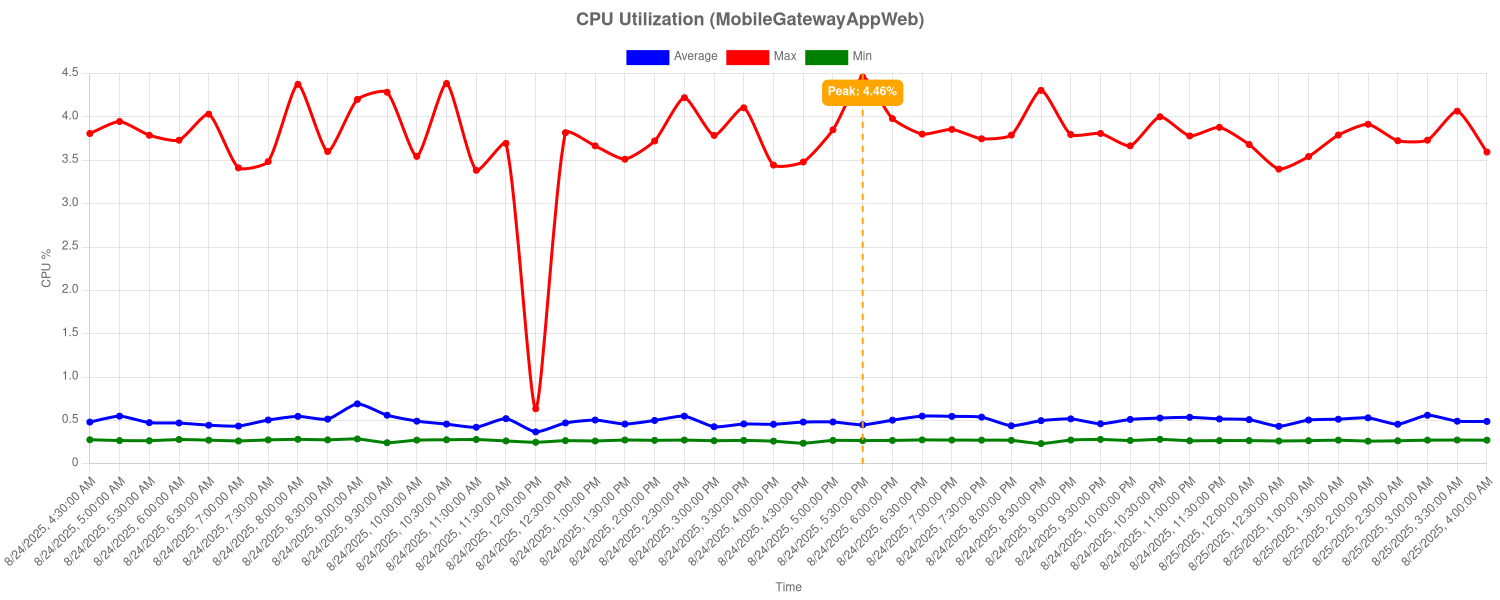 CPU Utilization (MobileGatewayAppWeb)
Average Max Min
Peak: 4.46%
4.5
4.0
3.5
3.0
2.5
2.0
1.5
1.0
0.5
0
CPU %
8/24/2025, 4:30:00 AM
8/24/2025, 5:00:00 AM
8/24/2025, 5:30:00 AM
8/24/2025, 6:00:00 AM
8/24/2025, 6:30:00 AM
8/24/2025, 7:00:00 AM
8/24/2025, 7:30:00 AM
8/24/2025, 8:00:00 AM
8/24/2025, 8:30:00 AM
8/24/2025, 9:00:00 AM
8/24/2025, 9:30:00 AM
8/24/2025, 10:00:00 AM
8/24/2025, 10:30:00 AM
8/24/2025, 11:00:00 AM
8/24/2025, 11:30:00 AM
8/24/2025, 12:00:00 PM
8/24/2025, 12:30:00 PM
8/24/2025, 1:00:00 PM
8/24/2025, 1:30:00 PM
8/24/2025, 2:00:00 PM
8/24/2025, 2:30:00 PM
8/24/2025, 3:00:00 PM
8/24/2025, 3:30:00 PM
8/24/2025, 4:00:00 PM
8/24/2025, 4:30:00 PM
8/24/2025, 5:00:00 PM
8/24/2025, 5:30:00 PM
8/24/2025, 6:00:00 PM
8/24/2025, 6:30:00 PM
8/24/2025, 7:00:00 PM
8/24/2025, 7:30:00 PM
8/24/2025, 8:00:00 PM
8/24/2025, 8:30:00 PM
8/24/2025, 9:00:00 PM
8/24/2025, 9:30:00 PM
8/24/2025, 10:00:00 PM
8/24/2025, 10:30:00 PM
8/24/2025, 11:00:00 PM
8/24/2025, 11:30:00 PM
8/25/2025, 12:00:00 AM
8/25/2025, 12:30:00 AM
8/25/2025, 1:00:00 AM
8/25/2025, 1:30:00 AM
8/25/2025, 2:00:00 AM
8/25/2025, 2:30:00 AM
8/25/2025, 3:00:00 AM
8/25/2025, 3:30:00 AM
8/25/2025, 4:00:00 AM
Time